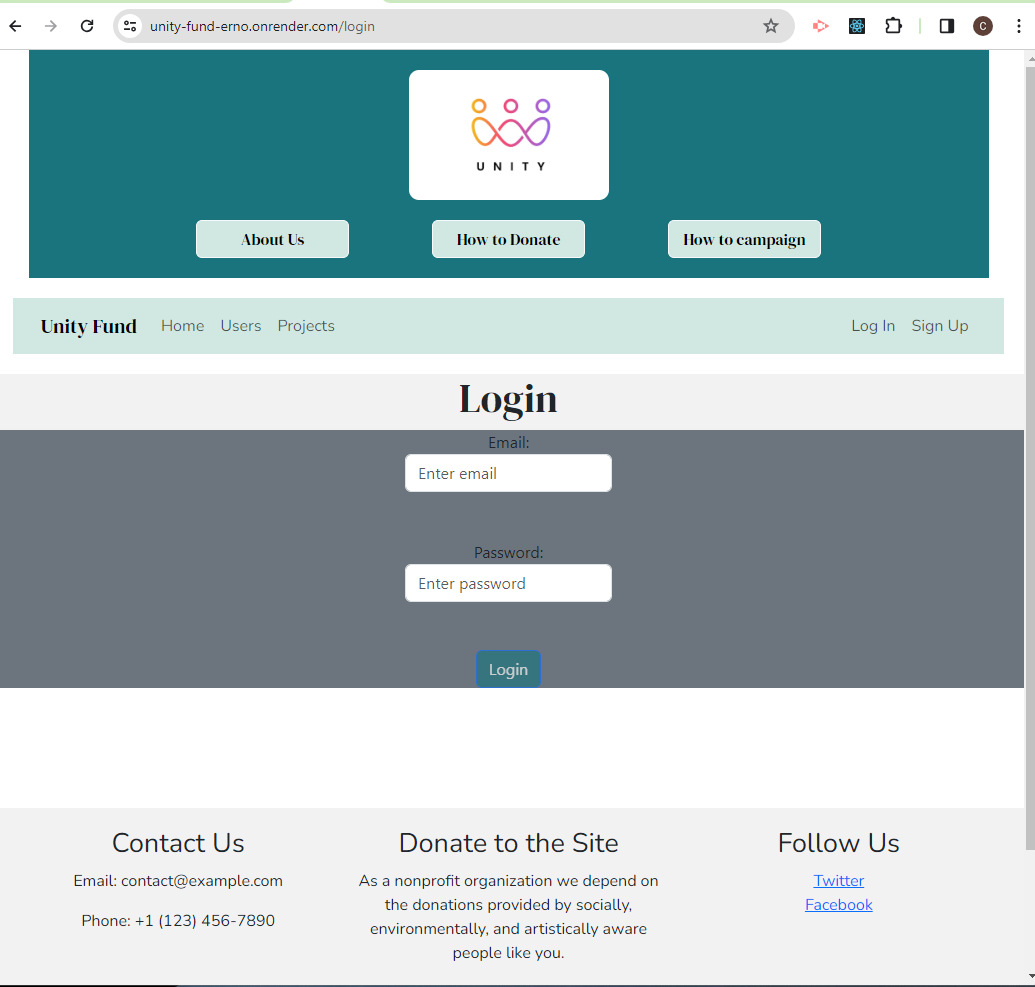 unity-fund-erno.onrender.com/login
C
UNITY
About Us How to Donate How to campaign
Unity Fund Home Users Projects Log In Sign Up
Login
Email:
Enter email
Password:
Enter password
Login
Contact Us
Email: contact@example.com
Phone: +1 (123) 456-7890
Donate to the Site
As a nonprofit organization we depend on
the donations provided by socially,
environmentally, and artistically aware
people like you.
Follow Us
Twitter
Facebook